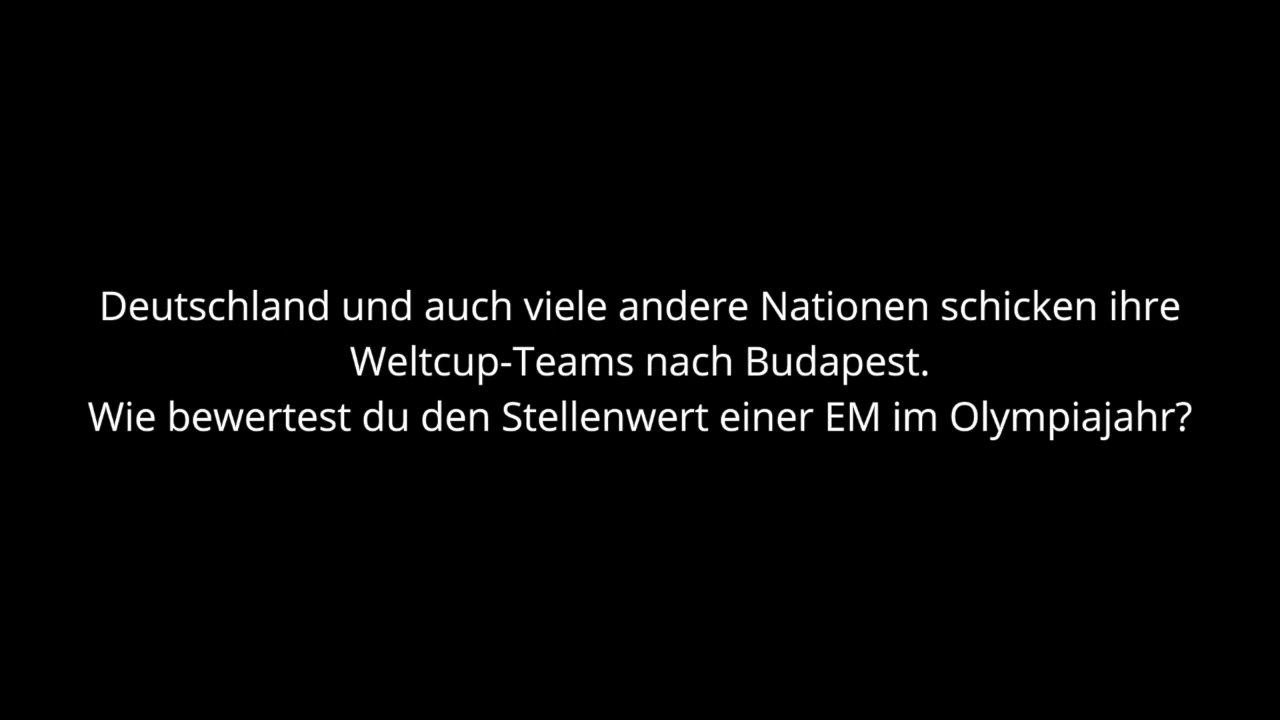 Deutschland und auch viele andere Nationen schicken ihre
Weltcup-Teams nach Budapest.
Wie bewertest du den Stellenwert einer EM im Olympiajahr?